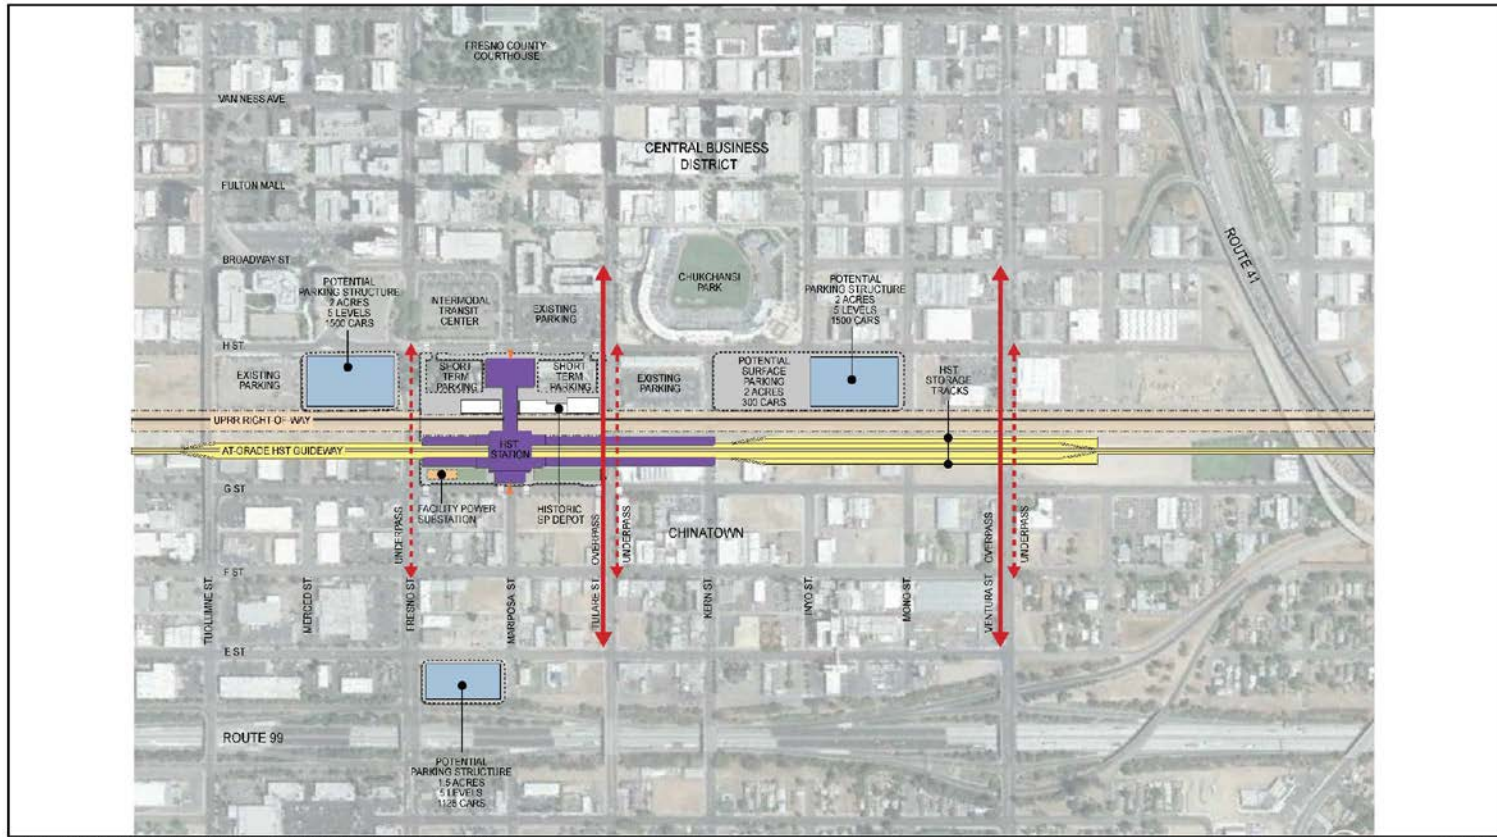 FRESNO COUNTY
COURTHOUSE
VAN NESS AVE
CENTRAL BUSINESS
DISTRICT
FULTON MALL
ROUTE 41
BROADWAY ST
POTENTIAL
PARKING STRUCTURE
2 ACRES
5 LEVELS
1500 CARS
INTERMODAL
TRANSIT
CENTER
EXISTING
PARKING
CHUKCHANSI
PARK
POTENTIAL
PARKING STRUCTURE
2 ACRES
5 LEVELS
1500 CARS
H ST
EXISTING
PARKING
SHORT
TERM
PARKING
SHORT
TERM
PARKING
EXISTING
PARKING
POTENTIAL
SURFACE
PARKING
2 ACRES
300 CARS
HST
STORAGE
TRACKS
UPRR RIGHT-OF-WAY
AT-GRADE HST GUIDEWAY
HST
STATION
G ST
FACILITY POWER
SUBSTATION
HISTORIC
SP DEPOT
CHINATOWN
UNDERPASS
OVERPASS
UNDERPASS
OVERPASS
UNDERPASS
F ST
TUOLUMNE ST
MERCED ST
FRESNO ST
MARIPOSA ST
TULARE ST
KERN ST
INYO ST
MONO ST
VENTURA ST
E ST
ROUTE 99
POTENTIAL
PARKING STRUCTURE
1.5 ACRES
5 LEVELS
1125 CARS